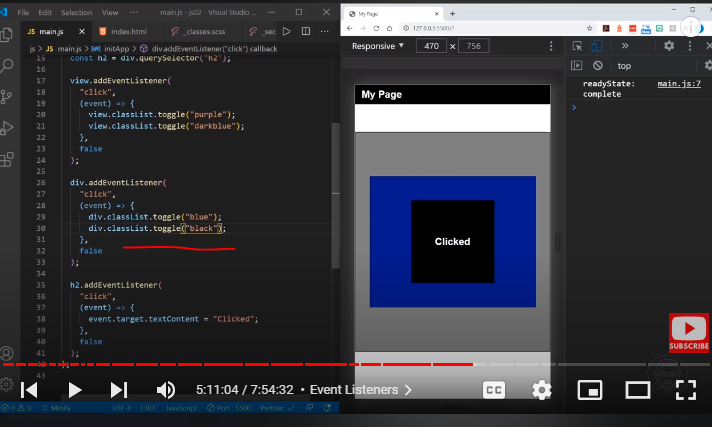 File Edit Selection View ··· main.js - js22 - Visual Studio ...
JS main.js × index.html _classes.scss
js > JS main.js > initApp > div.addEventListener("click") callback
15 const h2 = div.querySelector("h2");
16
17 view.addEventListener(
18 "click",
19 (event) => {
20 view.classList.toggle("purple");
21 view.classList.toggle("darkblue");
22 },
23 false
24 );
25
26 div.addEventListener(
27 "click",
28 (event) => {
29 div.classList.toggle("blue");
30 div.classList.toggle("black");
31 },
32 false
33 );
34
35 h2.addEventListener(
36 "click",
37 (event) => {
38 event.target.textContent = "Clicked";
39 },
40 false
41 );
42 };
43
My Page
127.0.0.1:5500/7
Responsive 470 × 756
top
readyState: main.js:7
complete
My Page
Clicked
SUBSCRIBE
5:11:04 / 7:54:32 • Event Listeners
CC
0 0 Minify UTF-8 CRLF JavaScript Port : 5500 Prettier